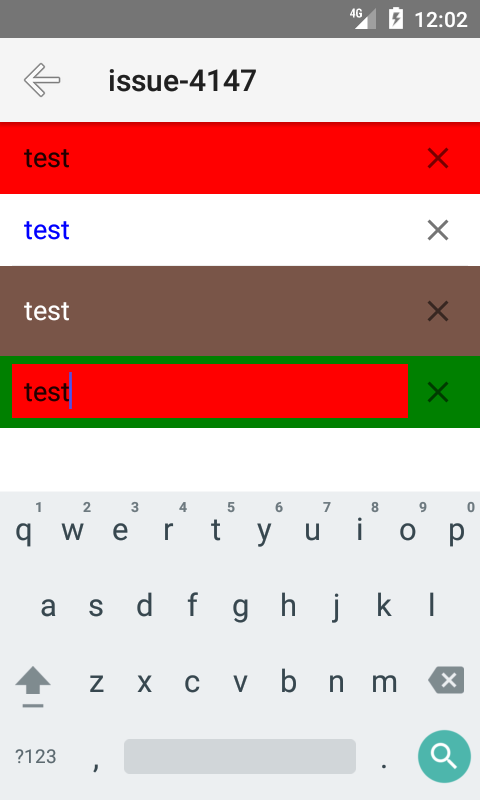 4G 12:02
issue-4147
test
test
test
test
1 2 3 4 5 6 7 8 9 0
q w e r t y u i o p
a s d f g h j k l
z x c v b n m
?123 , .